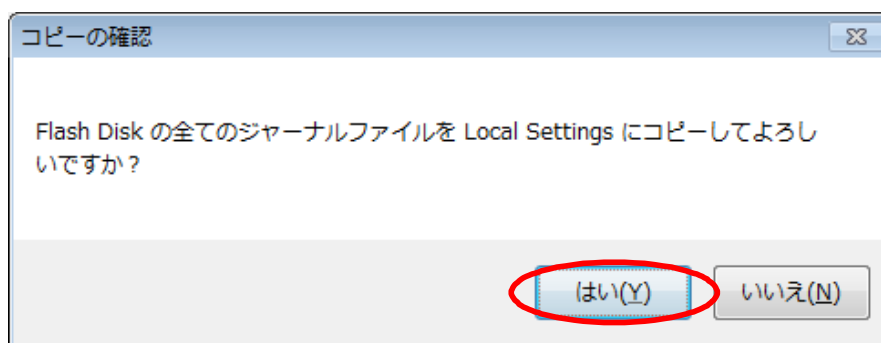 コピーの確認
Flash Disk の全てのジャーナルファイルを Local Settings にコピーしてよろし
いですか？
はい(Y)
いいえ(N)